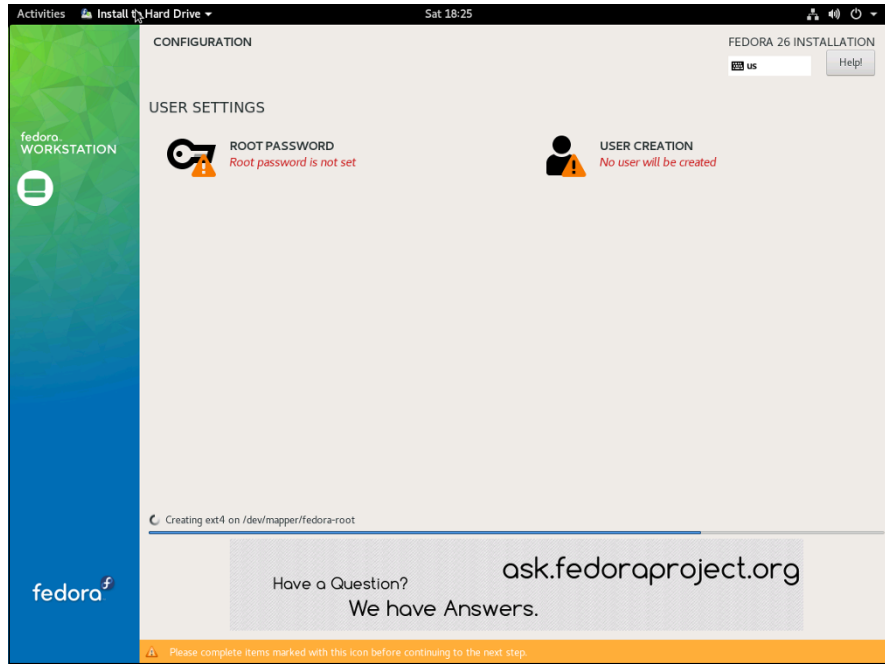 Activities Install to Hard Drive Sat 18:25
CONFIGURATION
FEDORA 26 INSTALLATION
us
Help!
USER SETTINGS
fedora.
WORKSTATION
ROOT PASSWORD
Root password is not set
USER CREATION
No user will be created
Creating ext4 on /dev/mapper/fedora-root
Have a Question?
ask.fedoraproject.org
We have Answers.
fedora
Please complete items marked with this icon before continuing to the next step.